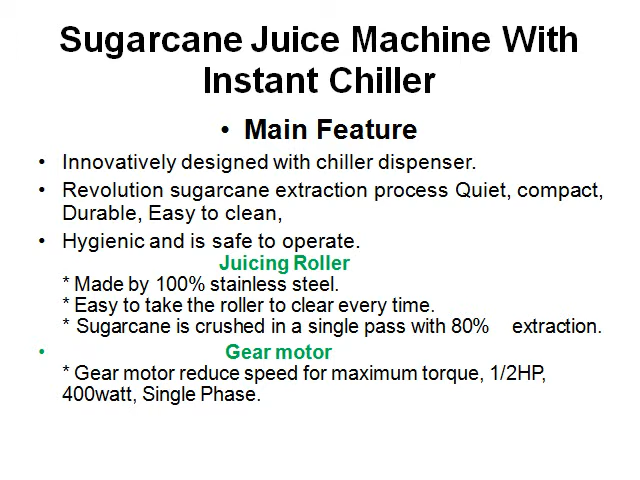 Sugarcane Juice Machine With
Instant Chiller
• Main Feature
• Innovatively designed with chiller dispenser.
• Revolution sugarcane extraction process Quiet, compact,
Durable, Easy to clean,
• Hygienic and is safe to operate.
Juicing Roller
* Made by 100% stainless steel.
* Easy to take the roller to clear every time.
* Sugarcane is crushed in a single pass with 80% extraction.
• Gear motor
* Gear motor reduce speed for maximum torque, 1/2HP,
400watt, Single Phase.